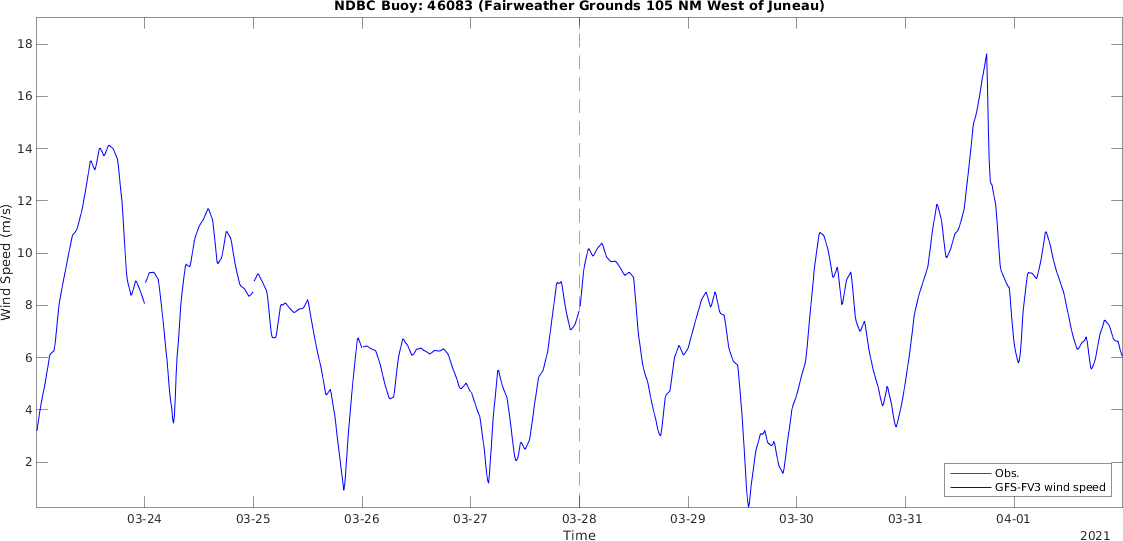 NDBC Buoy: 46083 (Fairweather Grounds 105 NM West of Juneau)
18
16
14
12
10
8
6
4
2
Wind Speed (m/s)
Obs.
GFS-FV3 wind speed
03-24 03-25 03-26 03-27 03-28 03-29 03-30 03-31 04-01
Time
2021